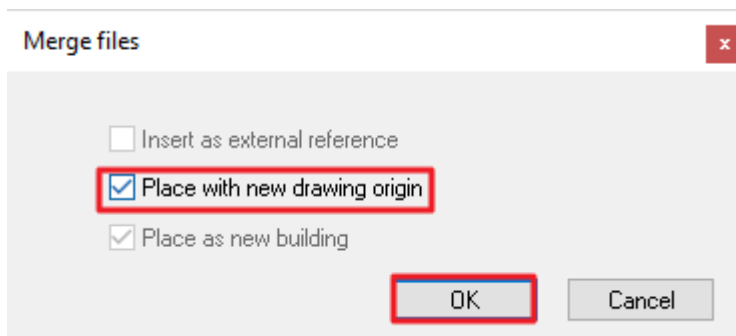 Merge files
x
Insert as external reference
Place with new drawing origin
Place as new building
OK
Cancel